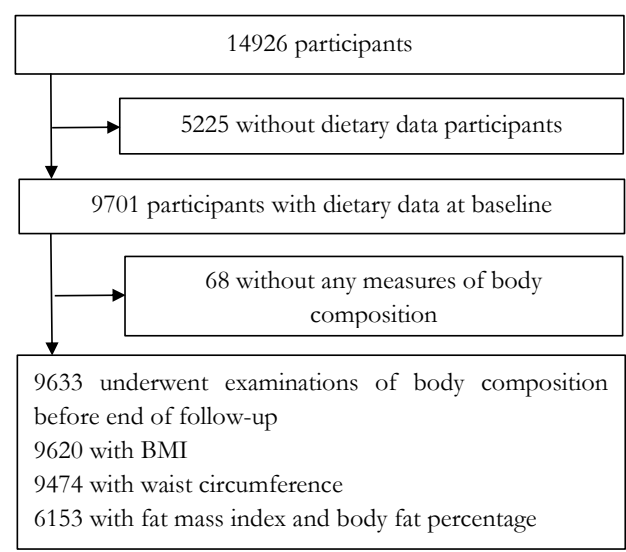 14926 participants
5225 without dietary data participants
9701 participants with dietary data at baseline
68 without any measures of body
composition
9633 underwent examinations of body composition
before end of follow-up
9620 with BMI
9474 with waist circumference
6153 with fat mass index and body fat percentage